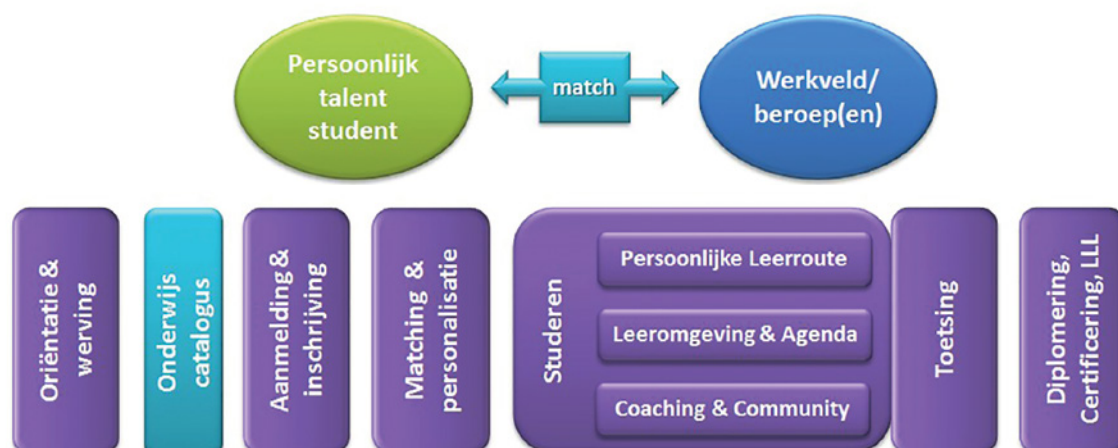 Persoonlijk
talent
student
match
Werkveld/
beroep(en)
Oriëntatie &
werving
Onderwijs
catalogus
Aanmelding &
inschrijving
Matching &
personalisatie
Studeren
Persoonlijke Leerroute
Leeromgeving & Agenda
Coaching & Community
Toetsing
Diplomering,
Certificering, LLL